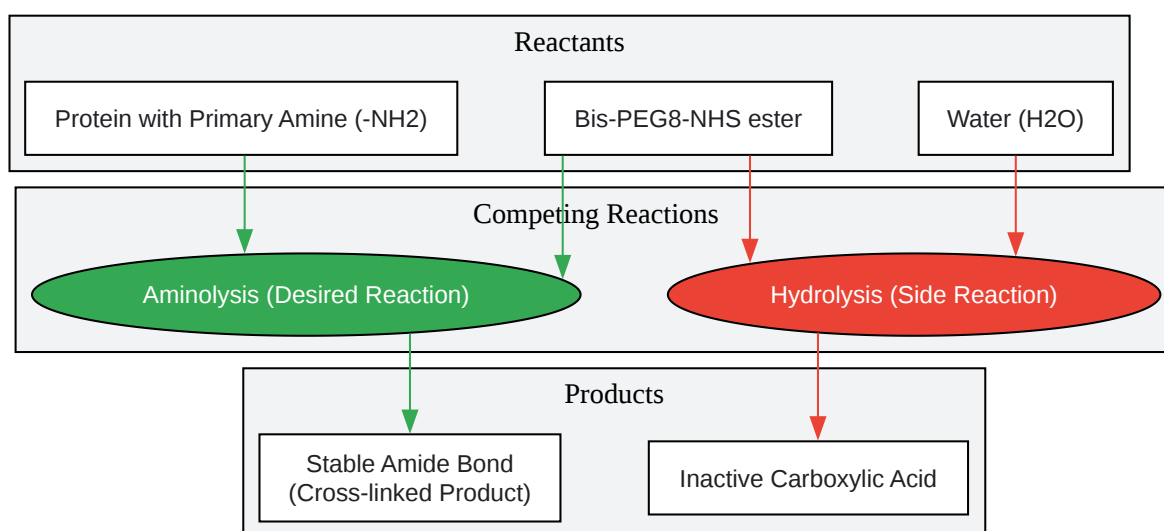 Reactants
Protein with Primary Amine (-NH2)
Bis-PEG8-NHS ester
Water (H2O)
Competing Reactions
Aminolysis (Desired Reaction)
Hydrolysis (Side Reaction)
Products
Stable Amide Bond
(Cross-linked Product)
Inactive Carboxylic Acid